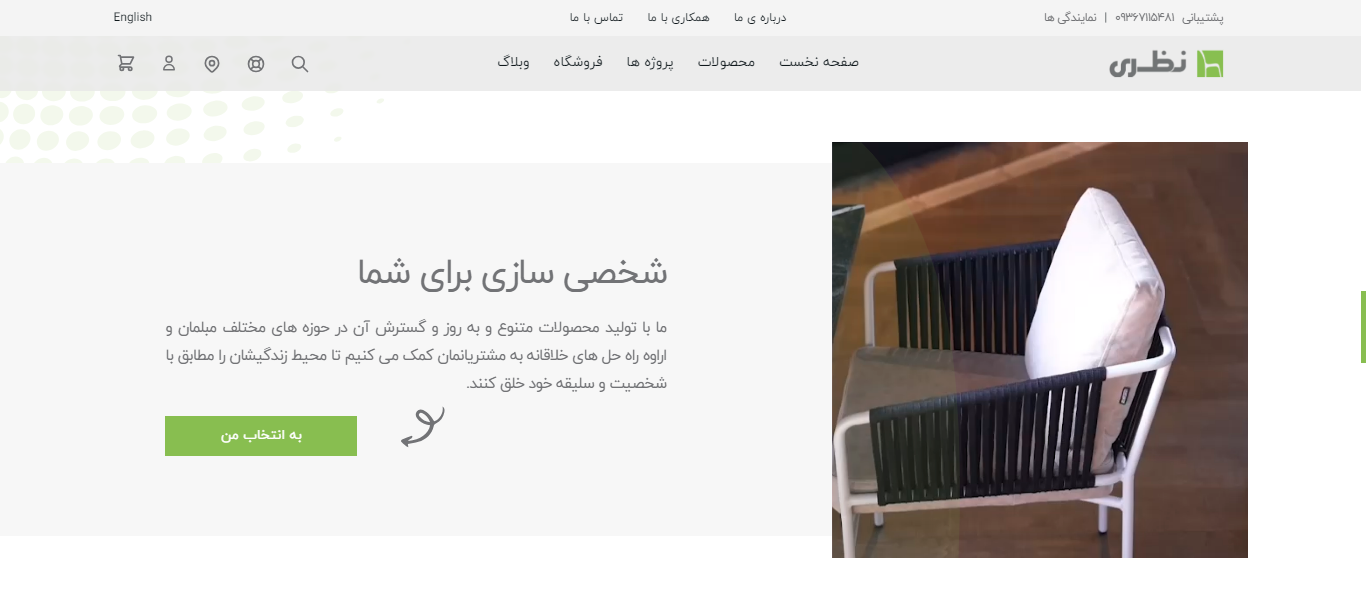 پشتیبانی ۰۹۳۶۷۱۱۵۴۸۱ | نمایندگی ها
درباره ی ما همکاری با ما تماس با ما
English
نظری
صفحه نخست محصولات پروژه ها فروشگاه وبلاگ
شخصی سازی برای شما
ما با تولید محصولات متنوع و به روز و گسترش آن در حوزه های مختلف مبلمان و
اراوه راه حل های خلاقانه به مشتریانمان کمک می کنیم تا محیط زندگیشان را مطابق با
شخصیت و سلیقه خود خلق کنند.
به انتخاب من